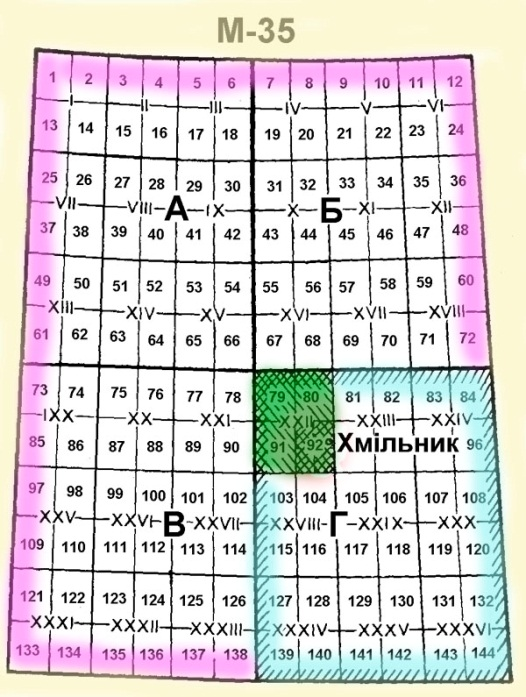 М-35
1 2 3 4 5 6 7 8 9 10 11 12
I II III IV V VI
13 14 15 16 17 18 19 20 21 22 23 24
25 26 27 28 29 30 31 32 33 34 35 36
VII VIII А IX X Б XI XII
37 38 39 40 41 42 43 44 45 46 47 48
49 50 51 52 53 54 55 56 57 58 59 60
XIII XIV XV XVI XVII XVIII
61 62 63 64 65 66 67 68 69 70 71 72
73 74 75 76 77 78 79 80 81 82 83 84
IXX XX XXI XXII XXIII XXIV
85 86 87 88 89 90 91 92 Хмільник 96
97 98 99 100 101 102 103 104 105 106 107 108
XXV XXVI В XXVII XXVIII Г XXIX XXX
109 110 111 112 113 114 115 116 117 118 119 120
121 122 123 124 125 126 127 128 129 130 131 132
XXXI XXXII XXXIII XXXIV XXXV XXXVI
133 134 135 136 137 138 139 140 141 142 143 144